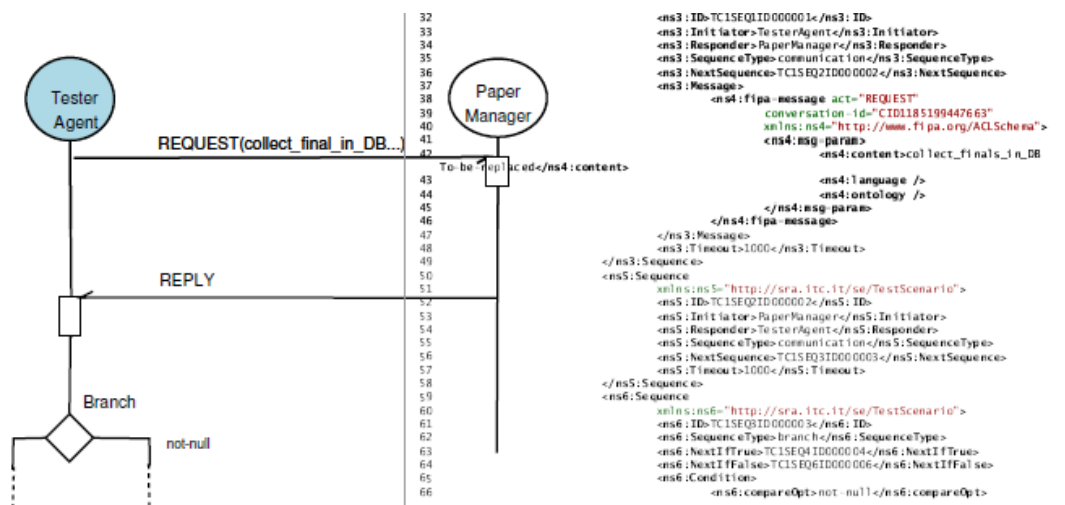 Tester
Agent
Paper
Manager
REQUEST(collect_final_in_DB...)
REPLY
Branch
not-null
32 <ns3:ID>TC1SEQ1ID000001</ns3:ID>
33 <ns3:Initiator>TesterAgent</ns3:Initiator>
34 <ns3:Responder>PaperManager</ns3:Responder>
35 <ns3:SequenceType>communication</ns3:SequenceType>
36 <ns3:NextSequence>TC1SEQ2ID000002</ns3:NextSequence>
37 <ns3:Message>
38 <ns4:fipa-message act="REQUEST"
39 conversation-id="CID1185199447663"
40 xmlns:ns4="http://www.fipa.org/ACLSchema">
41 <ns4:msg-param>
42 <ns4:content>collect_finals_in_DB
To-be-replaced</ns4:content>
43 <ns4:language />
44 <ns4:ontology />
45 </ns4:msg-param>
46 </ns4:fipa-message>
47 </ns3:Message>
48 <ns3:Timeout>1000</ns3:Timeout>
49 </ns3:Sequence>
50 <ns5:Sequence
51 xmlns:ns5="http://sra.itc.it/se/TestScenario">
52 <ns5:ID>TC1SEQ2ID000002</ns5:ID>
53 <ns5:Initiator>PaperManager</ns5:Initiator>
54 <ns5:Responder>TesterAgent</ns5:Responder>
55 <ns5:SequenceType>communication</ns5:SequenceType>
56 <ns5:NextSequence>TC1SEQ3ID000003</ns5:NextSequence>
57 <ns5:Timeout>1000</ns5:Timeout>
58 </ns5:Sequence>
59 <ns6:Sequence
60 xmlns:ns6="http://sra.itc.it/se/TestScenario">
61 <ns6:ID>TC1SEQ3ID000003</ns6:ID>
62 <ns6:SequenceType>branch</ns6:SequenceType>
63 <ns6:NextIfTrue>TC1SEQ4ID000004</ns6:NextIfTrue>
64 <ns6:NextIfFalse>TC1SEQ6ID000006</ns6:NextIfFalse>
65 <ns6:Condition>
66 <ns6:compareOpt>not-null</ns6:compareOpt>